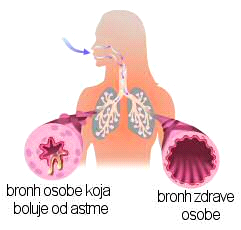 bronh osobe koja
boluje od astme
bronh zdrave
osobe